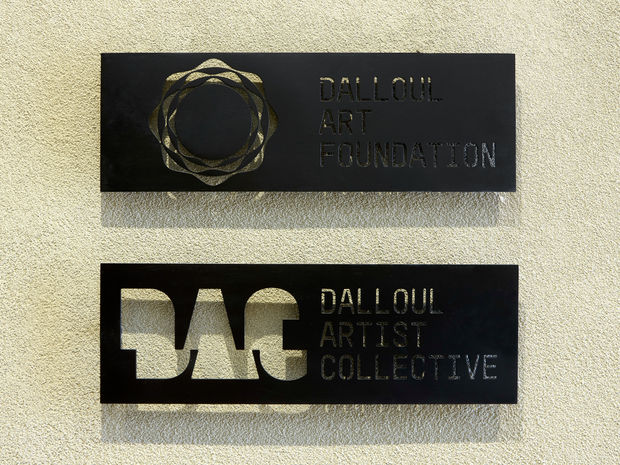 DALLOUL
ART
FOUNDATION
DAC
DALLOUL
ARTIST
COLLECTIVE